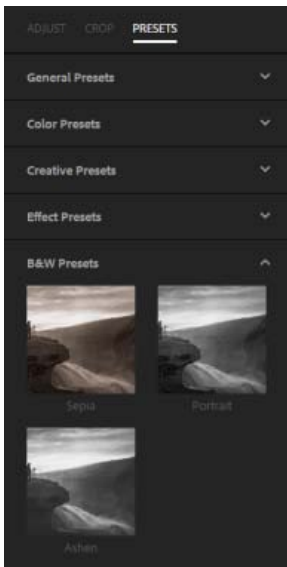 ADJUST CROP PRESETS
General Presets
Color Presets
Creative Presets
Effect Presets
B&W Presets
Sepia Portrait
Ashen